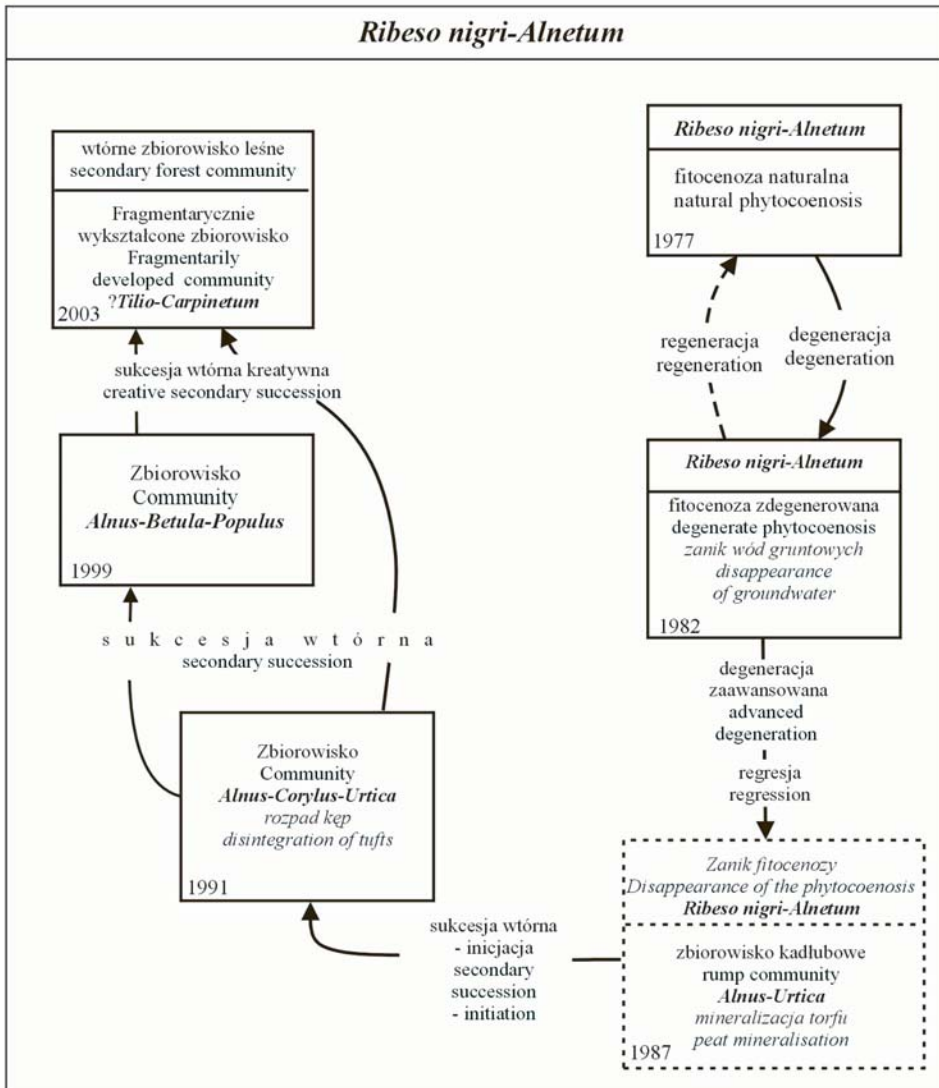 Ribeso nigri-Alnetum
wtórne zbiorowisko leśne
secondary forest community
Fragmentarycznie
wykształcone zbiorowisko
Fragmentarily
developed community
?Tilio-Carpinetum
2003
sukcesja wtórna kreatywna
creative secondary succession
Zbiorowisko
Community
Alnus-Betula-Populus
1999
sukcesja wtórna
secondary succession
Zbiorowisko
Community
Alnus-Corylus-Urtica
rozpad kęp
disintegration of tufts
1991
sukcesja wtórna
- inicjacja
secondary
succession
- initiation
Ribeso nigri-Alnetum
fitocenoza naturalna
natural phytocoenosis
1977
regeneracja
regeneration
degeneracja
degeneration
Ribeso nigri-Alnetum
fitocenoza zdegenerowana
degenerate phytocoenosis
zanik wód gruntowych
disappearance
of groundwater
1982
degeneracja
zaawansowana
advanced
degeneration
regresja
regression
Zanik fitocenozy
Disappearance of the phytocoenosis
Ribeso nigri-Alnetum
zbiorowisko kadłubowe
rump community
Alnus-Urtica
mineralizacja torfu
peat mineralisation
1987